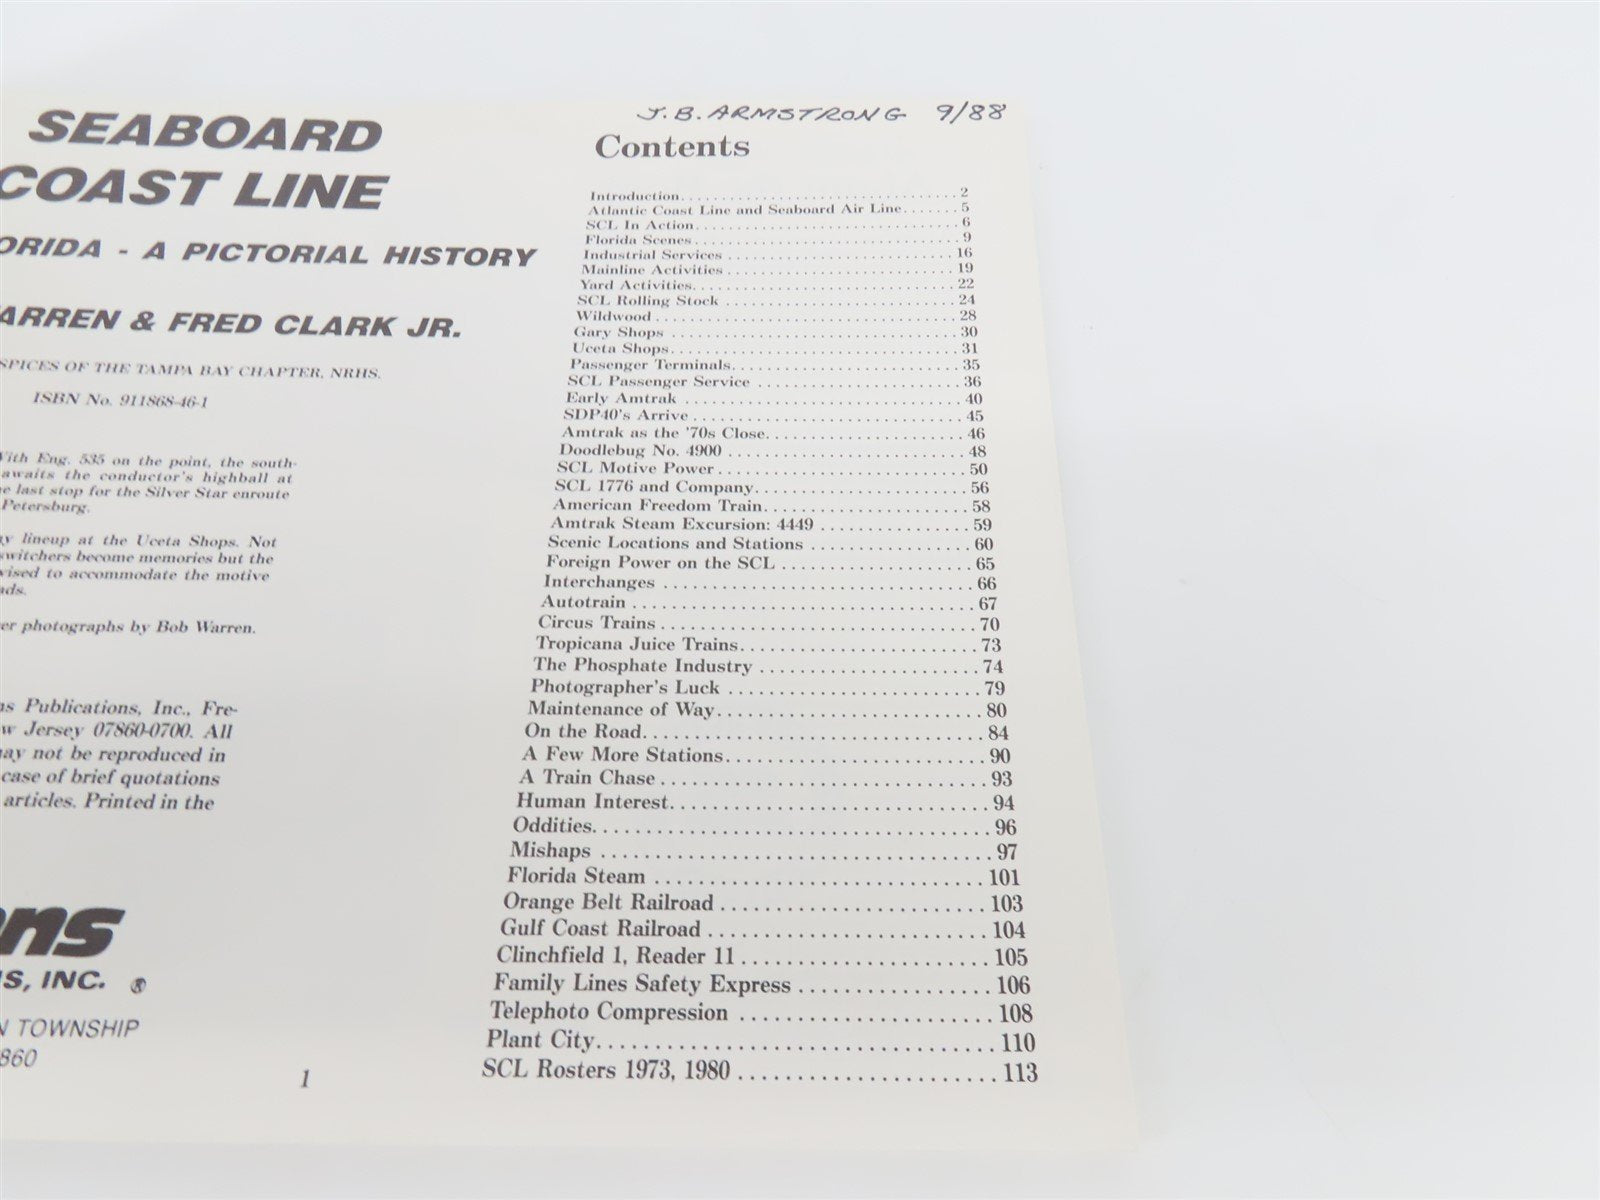 SEABOARD
COAST LINE
ORIDA - A PICTORIAL HISTORY
ARREN & FRED CLARK JR.
SPICES OF THE TAMPA BAY CHAPTER, NRHS.
ISBN No. 911868-46-1
With Eng. 535 on the point, the south-
awaits the conductor's highball at
e last stop for the Silver Star enroute
Petersburg.
y lineup at the Uceta Shops. Not
switchers become memories but the
vised to accommodate the motive
ads.
er photographs by Bob Warren.
ns Publications, Inc., Fre-
w Jersey 07860-0700. All
may not be reproduced in
case of brief quotations
articles. Printed in the
ons
S, INC. ®
N TOWNSHIP
860
1
J. B. ARMSTRONG 9/88
Contents
Introduction. . . . . . . . . . . . . . . . . . . . . . . . . . . . . . . 2
Atlantic Coast Line and Seaboard Air Line. . . . . . . 5
SCL In Action. . . . . . . . . . . . . . . . . . . . . . . . . . . . . 6
Florida Scenes. . . . . . . . . . . . . . . . . . . . . . . . . . . . 9
Industrial Services . . . . . . . . . . . . . . . . . . . . . . . . 16
Mainline Activities . . . . . . . . . . . . . . . . . . . . . . . . 19
Yard Activities. . . . . . . . . . . . . . . . . . . . . . . . . . . 22
SCL Rolling Stock . . . . . . . . . . . . . . . . . . . . . . . . 24
Wildwood . . . . . . . . . . . . . . . . . . . . . . . . . . . . . . 28
Gary Shops . . . . . . . . . . . . . . . . . . . . . . . . . . . . . 30
Uceta Shops. . . . . . . . . . . . . . . . . . . . . . . . . . . . . 31
Passenger Terminals. . . . . . . . . . . . . . . . . . . . . . . 35
SCL Passenger Service . . . . . . . . . . . . . . . . . . . . . 36
Early Amtrak . . . . . . . . . . . . . . . . . . . . . . . . . . . . 40
SDP40's Arrive . . . . . . . . . . . . . . . . . . . . . . . . . . . 45
Amtrak as the '70s Close. . . . . . . . . . . . . . . . . . . . 46
Doodlebug No. 4900 . . . . . . . . . . . . . . . . . . . . . . . 48
SCL Motive Power . . . . . . . . . . . . . . . . . . . . . . . . 50
SCL 1776 and Company. . . . . . . . . . . . . . . . . . . . 56
American Freedom Train. . . . . . . . . . . . . . . . . . . 58
Amtrak Steam Excursion: 4449 . . . . . . . . . . . . . . 59
Scenic Locations and Stations . . . . . . . . . . . . . . . 60
Foreign Power on the SCL . . . . . . . . . . . . . . . . . . 65
Interchanges . . . . . . . . . . . . . . . . . . . . . . . . . . . . 66
Autotrain . . . . . . . . . . . . . . . . . . . . . . . . . . . . . . . 67
Circus Trains . . . . . . . . . . . . . . . . . . . . . . . . . . . . 70
Tropicana Juice Trains. . . . . . . . . . . . . . . . . . . . . 73
The Phosphate Industry . . . . . . . . . . . . . . . . . . . . 74
Photographer's Luck . . . . . . . . . . . . . . . . . . . . . . . 79
Maintenance of Way. . . . . . . . . . . . . . . . . . . . . . . 80
On the Road. . . . . . . . . . . . . . . . . . . . . . . . . . . . . 84
A Few More Stations. . . . . . . . . . . . . . . . . . . . . . 90
A Train Chase . . . . . . . . . . . . . . . . . . . . . . . . . . . 93
Human Interest. . . . . . . . . . . . . . . . . . . . . . . . . . 94
Oddities. . . . . . . . . . . . . . . . . . . . . . . . . . . . . . . . 96
Mishaps . . . . . . . . . . . . . . . . . . . . . . . . . . . . . . . . 97
Florida Steam . . . . . . . . . . . . . . . . . . . . . . . . . . . 101
Orange Belt Railroad . . . . . . . . . . . . . . . . . . . . . 103
Gulf Coast Railroad . . . . . . . . . . . . . . . . . . . . . . 104
Clinchfield 1, Reader 11 . . . . . . . . . . . . . . . . . . . 105
Family Lines Safety Express . . . . . . . . . . . . . . . 106
Telephoto Compression . . . . . . . . . . . . . . . . . . . 108
Plant City. . . . . . . . . . . . . . . . . . . . . . . . . . . . . . 110
SCL Rosters 1973, 1980 . . . . . . . . . . . . . . . . . . . 113